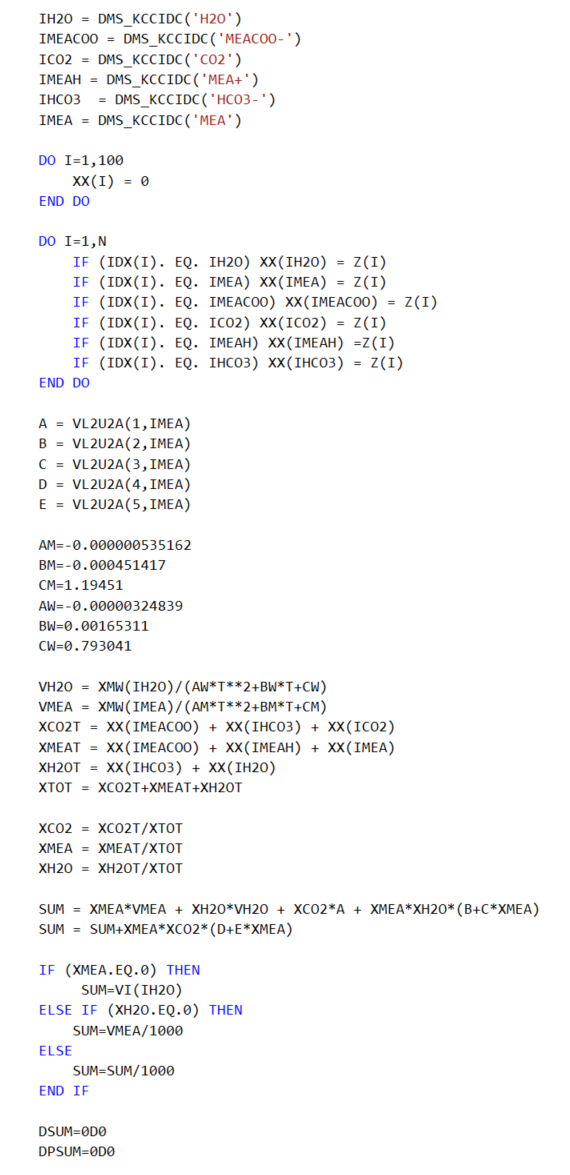 IH2O = DMS_KCCIDC('H2O')
IMEACOO = DMS_KCCIDC('MEACOO-')
ICO2 = DMS_KCCIDC('CO2')
IMEAH = DMS_KCCIDC('MEA+')
IHCO3  = DMS_KCCIDC('HCO3-')
IMEA = DMS_KCCIDC('MEA')

DO I=1,100
    XX(I) = 0
END DO

DO I=1,N
    IF (IDX(I). EQ. IH2O) XX(IH2O) = Z(I)
    IF (IDX(I). EQ. IMEA) XX(IMEA) = Z(I)
    IF (IDX(I). EQ. IMEACOO) XX(IMEACOO) = Z(I)
    IF (IDX(I). EQ. ICO2) XX(ICO2) = Z(I)
    IF (IDX(I). EQ. IMEAH) XX(IMEAH) =Z(I)
    IF (IDX(I). EQ. IHCO3) XX(IHCO3) = Z(I)
END DO

A = VL2U2A(1,IMEA)
B = VL2U2A(2,IMEA)
C = VL2U2A(3,IMEA)
D = VL2U2A(4,IMEA)
E = VL2U2A(5,IMEA)

AM=-0.000000535162
BM=-0.000451417
CM=1.19451
AW=-0.00000324839
BW=0.00165311
CW=0.793041

VH2O = XMW(IH2O)/(AW*T**2+BW*T+CW)
VMEA = XMW(IMEA)/(AM*T**2+BM*T+CM)
XCO2T = XX(IMEACOO) + XX(IHCO3) + XX(ICO2)
XMEAT = XX(IMEACOO) + XX(IMEAH) + XX(IMEA)
XH2OT = XX(IHCO3) + XX(IH2O)
XTOT = XCO2T+XMEAT+XH2OT

XCO2 = XCO2T/XTOT
XMEA = XMEAT/XTOT
XH2O = XH2OT/XTOT

SUM = XMEA*VMEA + XH2O*VH2O + XCO2*A + XMEA*XH2O*(B+C*XMEA)
SUM = SUM+XMEA*XCO2*(D+E*XMEA)

IF (XMEA.EQ.0) THEN
     SUM=VI(IH2O)
ELSE IF (XH2O.EQ.0) THEN
    SUM=VMEA/1000
ELSE
    SUM=SUM/1000
END IF

DSUM=0D0
DPSUM=0D0